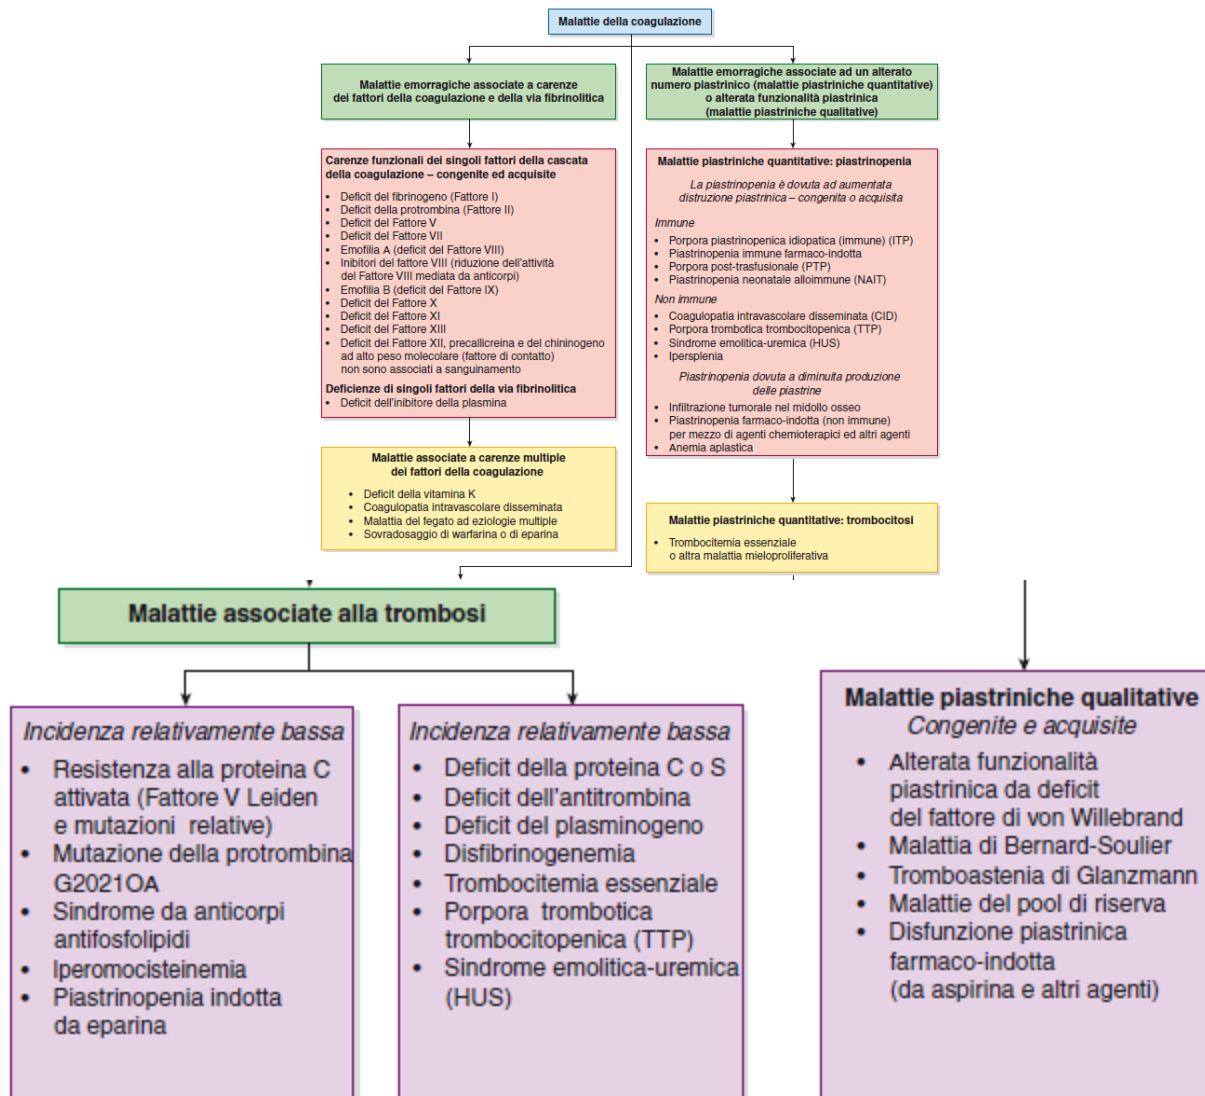 Malattie della coagulazione
Malattie emorragiche associate a carenze
dei fattori della coagulazione e della via fibrinolitica
Carenze funzionali dei singoli fattori della cascata
della coagulazione – congenite ed acquisite
• Deficit del fibrinogeno (Fattore I)
• Deficit della protrombina (Fattore II)
• Deficit del Fattore V
• Deficit del Fattore VII
• Emofilia A (deficit del Fattore VIII)
• Inibitori del fattore VIII (riduzione dell'attività
del Fattore VIII mediata da anticorpi)
• Emofilia B (deficit del Fattore IX)
• Deficit del Fattore X
• Deficit del Fattore XI
• Deficit del Fattore XIII
• Deficit del Fattore XII, precallicreina e del chininogeno
ad alto peso molecolare (fattore di contatto)
non sono associati a sanguinamento
Deficienze di singoli fattori della via fibrinolitica
• Deficit dell'inibitore della plasmina
Malattie associate a carenze multiple
dei fattori della coagulazione
• Deficit della vitamina K
• Coagulopatia intravascolare disseminata
• Malattia del fegato ad eziologie multiple
• Sovradosaggio di warfarina o di eparina
Malattie emorragiche associate ad un alterato
numero piastrinico (malattie piastriniche quantitative)
o alterata funzionalità piastrinica
(malattie piastriniche qualitative)
Malattie piastriniche quantitative: piastrinopenia
La piastrinopenia è dovuta ad aumentata
distruzione piastrinica – congenita o acquisita
Immune
• Porpora piastrinopenica idiopatica (immune) (ITP)
• Piastrinopenia immune farmaco-indotta
• Porpora post-trasfusionale (PTP)
• Piastrinopenia neonatale alloimmune (NAIT)
Non immune
• Coagulopatia intravascolare disseminata (CID)
• Porpora trombotica trombocitopenica (TTP)
• Sindrome emolitica-uremica (HUS)
• Ipersplenia
Piastrinopenia dovuta a diminuita produzione
delle piastrine
• Infiltrazione tumorale nel midollo osseo
• Piastrinopenia farmaco-indotta (non immune)
per mezzo di agenti chemioterapici ed altri agenti
• Anemia aplastica
Malattie piastriniche quantitative: trombocitosi
• Trombocitemia essenziale
o altra malattia mieloproliferativa
Malattie associate alla trombosi
Incidenza relativamente bassa
• Resistenza alla proteina C
attivata (Fattore V Leiden
e mutazioni relative)
• Mutazione della protrombina
G2021OA
• Sindrome da anticorpi
antifosfolipidi
• Iperomocisteinemia
• Piastrinopenia indotta
da eparina
Incidenza relativamente bassa
• Deficit della proteina C o S
• Deficit dell'antitrombina
• Deficit del plasminogeno
• Disfibrinogenemia
• Trombocitemia essenziale
• Porpora trombotica
trombocitopenica (TTP)
• Sindrome emolitica-uremica
(HUS)
Malattie piastriniche qualitative
Congenite e acquisite
• Alterata funzionalità
piastrinica da deficit
del fattore di von Willebrand
• Malattia di Bernard-Soulier
• Tromboastenia di Glanzmann
• Malattie del pool di riserva
• Disfunzione piastrinica
farmaco-indotta
(da aspirina e altri agenti)